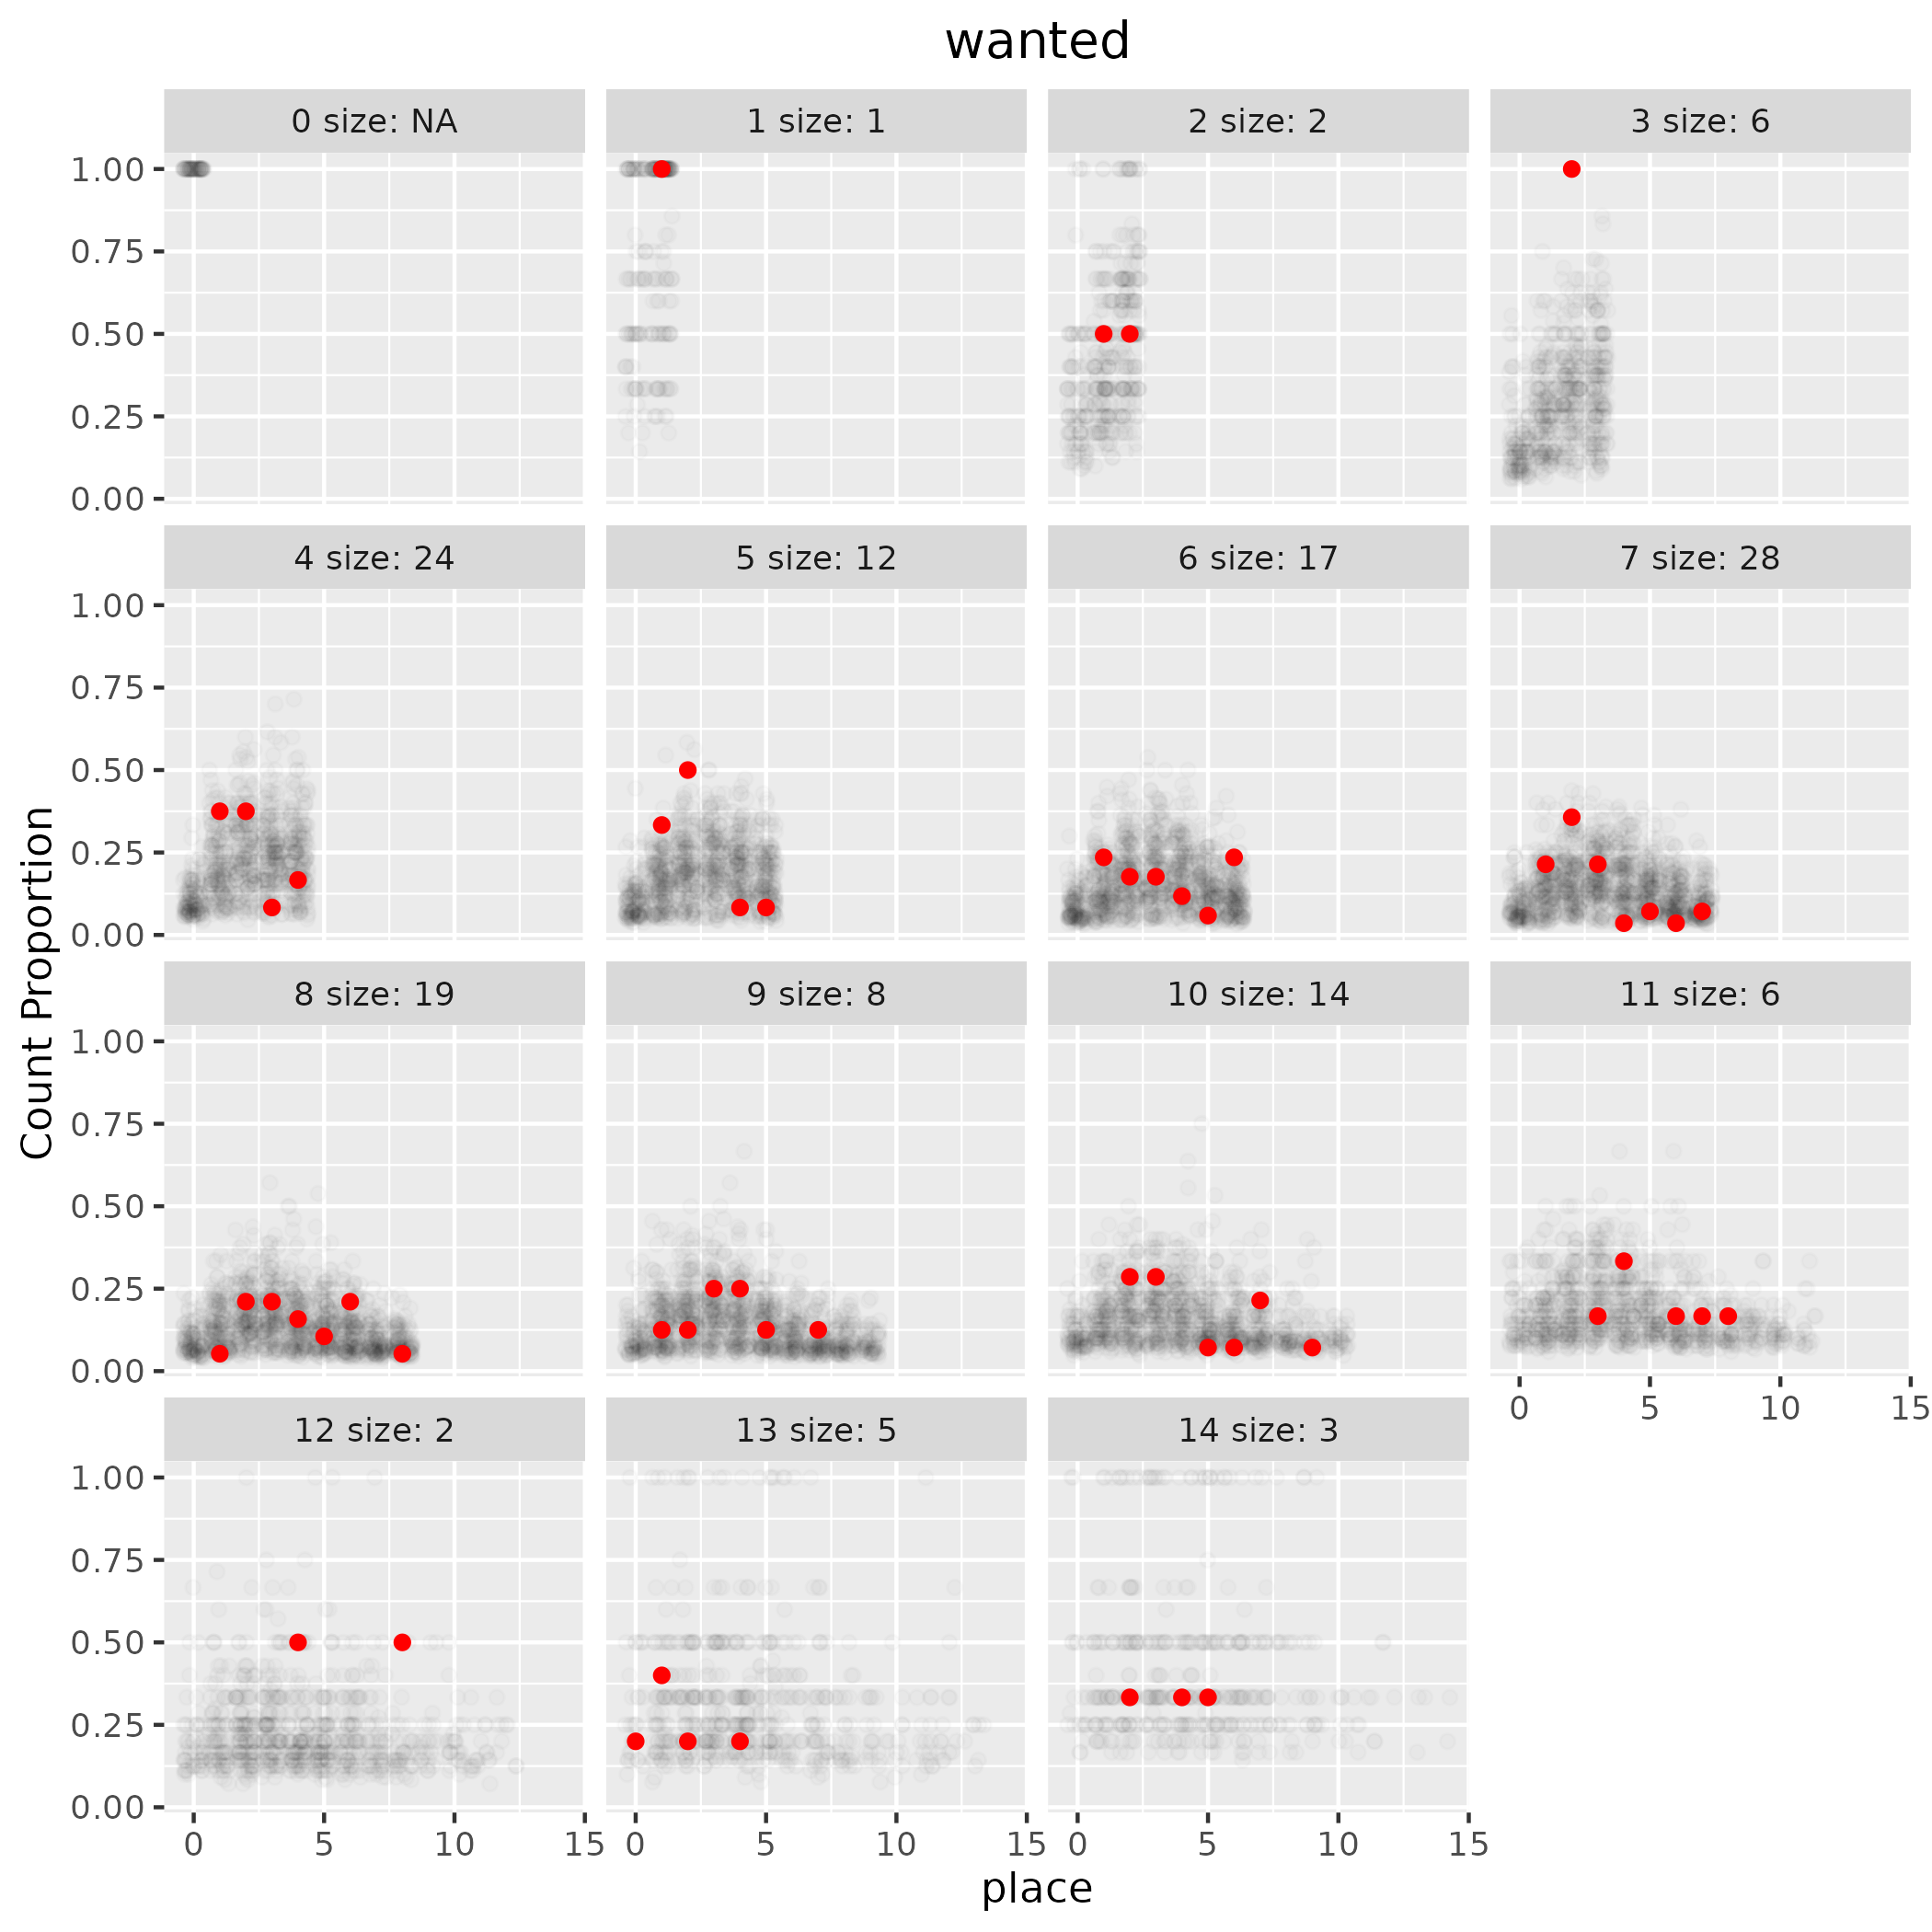 wanted
0 size: NA
1 size: 1
2 size: 2
3 size: 6
1.00
0.75
0.50
0.25
0.00
4 size: 24
5 size: 12
6 size: 17
7 size: 28
1.00
0.75
0.50
0.25
0.00
Count Proportion
8 size: 19
9 size: 8
10 size: 14
11 size: 6
1.00
0.75
0.50
0.25
0.00
0 5 10 15
12 size: 2
13 size: 5
14 size: 3
1.00
0.75
0.50
0.25
0.00
0 5 10 15
0 5 10 15
0 5 10 15
place